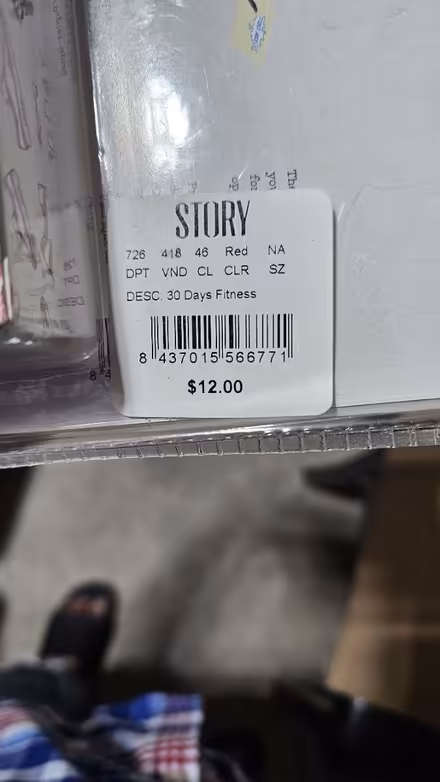 STORY
726 418 46 Red NA
DPT VND CL CLR SZ
DESC. 30 Days Fitness
8 437015 566771
$12.00